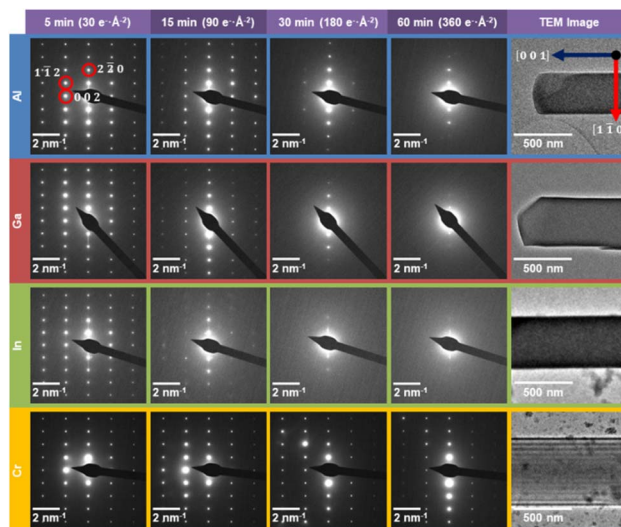 5 min (30 e⁻·Å⁻²) 15 min (90 e⁻·Å⁻²) 30 min (180 e⁻·Å⁻²) 60 min (360 e⁻·Å⁻²) TEM Image
Al
1 1̄ 2
2 2̄ 0
0 0 2
[0 0 1]
[1 1̄ 0
2 nm⁻¹ 2 nm⁻¹ 2 nm⁻¹ 2 nm⁻¹ 500 nm
Ga
2 nm⁻¹ 2 nm⁻¹ 2 nm⁻¹ 2 nm⁻¹ 500 nm
In
2 nm⁻¹ 2 nm⁻¹ 2 nm⁻¹ 2 nm⁻¹ 500 nm
Cr
2 nm⁻¹ 2 nm⁻¹ 2 nm⁻¹ 2 nm⁻¹ 500 nm